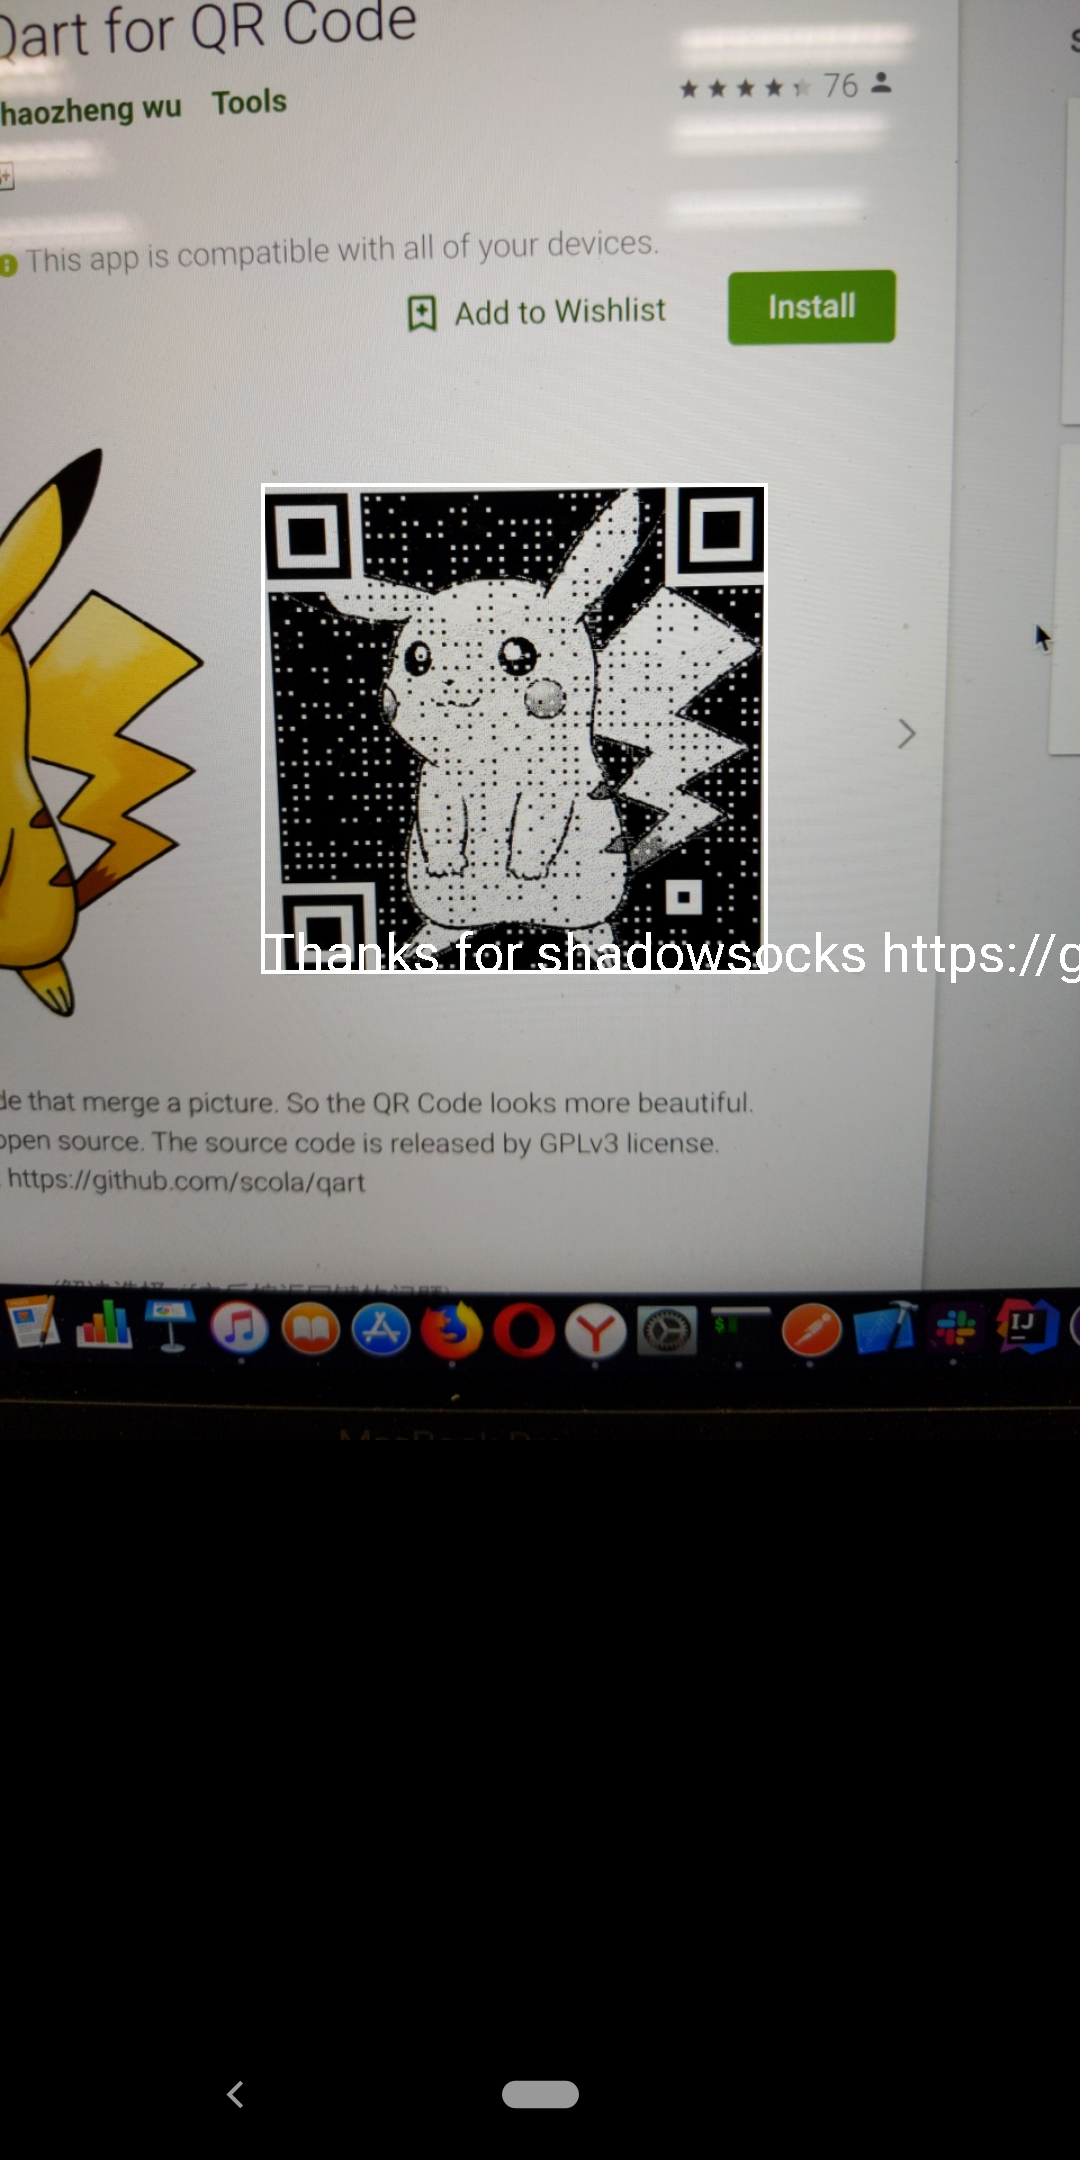 Qart for QR Code
haozheng wu Tools
76
This app is compatible with all of your devices.
Add to Wishlist
Install
Thanks for shadowsocks https://g
de that merge a picture. So the QR Code looks more beautiful.
open source. The source code is released by GPLv3 license.
https://github.com/scola/qart
$
IJ